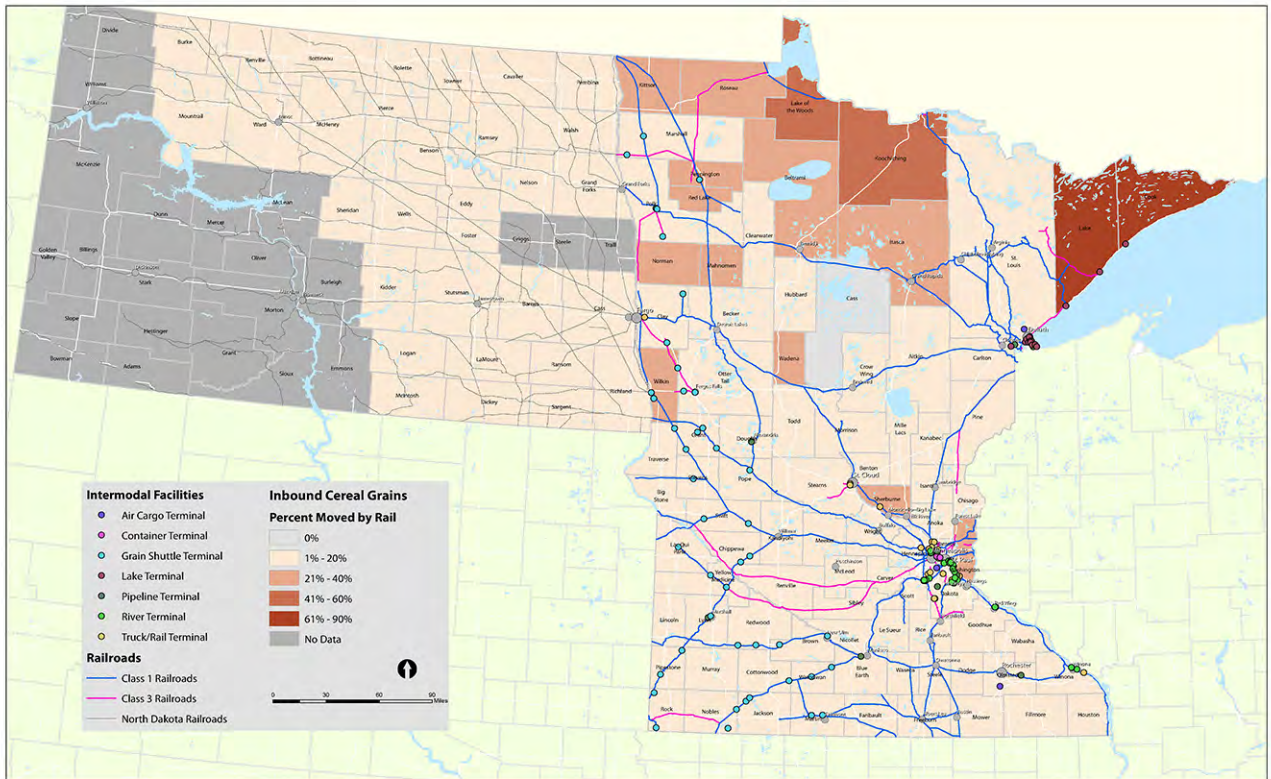 Divide
Burke
Renville
Bottineau
Rolette
Towner
Cavalier
Pembina
Williams
Mountrail
Ward
McHenry
Pierce
Ramsey
Walsh
Benson
Nelson
Grand
Forks
McKenzie
McLean
Sheridan
Wells
Eddy
Foster
Griggs
Steele
Traill
Dunn
Mercer
Oliver
Golden
Valley
Billings
Stark
Burleigh
Kidder
Stutsman
Barnes
Cass
Morton
Slope
Hettinger
Grant
Bowman
Adams
Sioux
Emmons
Logan
LaMoure
Ransom
Richland
McIntosh
Dickey
Sargent
Kittson
Roseau
Lake of
the Woods
Marshall
Koochiching
Pennington
Beltrami
Red Lake
Polk
Clearwater
Itasca
Norman
Mahnomen
St.
Louis
Lake
Hubbard
Cass
Becker
Clay
Wadena
Aitkin
Carlton
Crow
Wing
Wilkin
Otter
Tail
Pine
Todd
Morrison
Mille
Lacs
Kanabec
Grant
Douglas
Traverse
Benton
St. Cloud
Big
Stone
Pope
Stearns
Isanti
Chisago
Sherburne
Swift
Anoka
Wright
Chippewa
Meeker
Yellow
Medicine
McLeod
Carver
Renville
Scott
Dakota
Sibley
Lincoln
Lyon
Redwood
Brown
Nicollet
Le Sueur
Rice
Goodhue
Wabasha
Pipestone
Murray
Cottonwood
Blue
Earth
Waseca
Steele
Dodge
Winona
Rock
Nobles
Jackson
Faribault
Freeborn
Mower
Fillmore
Houston
Intermodal Facilities
Air Cargo Terminal
Container Terminal
Grain Shuttle Terminal
Lake Terminal
Pipeline Terminal
River Terminal
Truck/Rail Terminal
Railroads
Class 1 Railroads
Class 3 Railroads
North Dakota Railroads
Inbound Cereal Grains
Percent Moved by Rail
0%
1% - 20%
21% - 40%
41% - 60%
61% - 90%
No Data
0 30 60 90
Miles